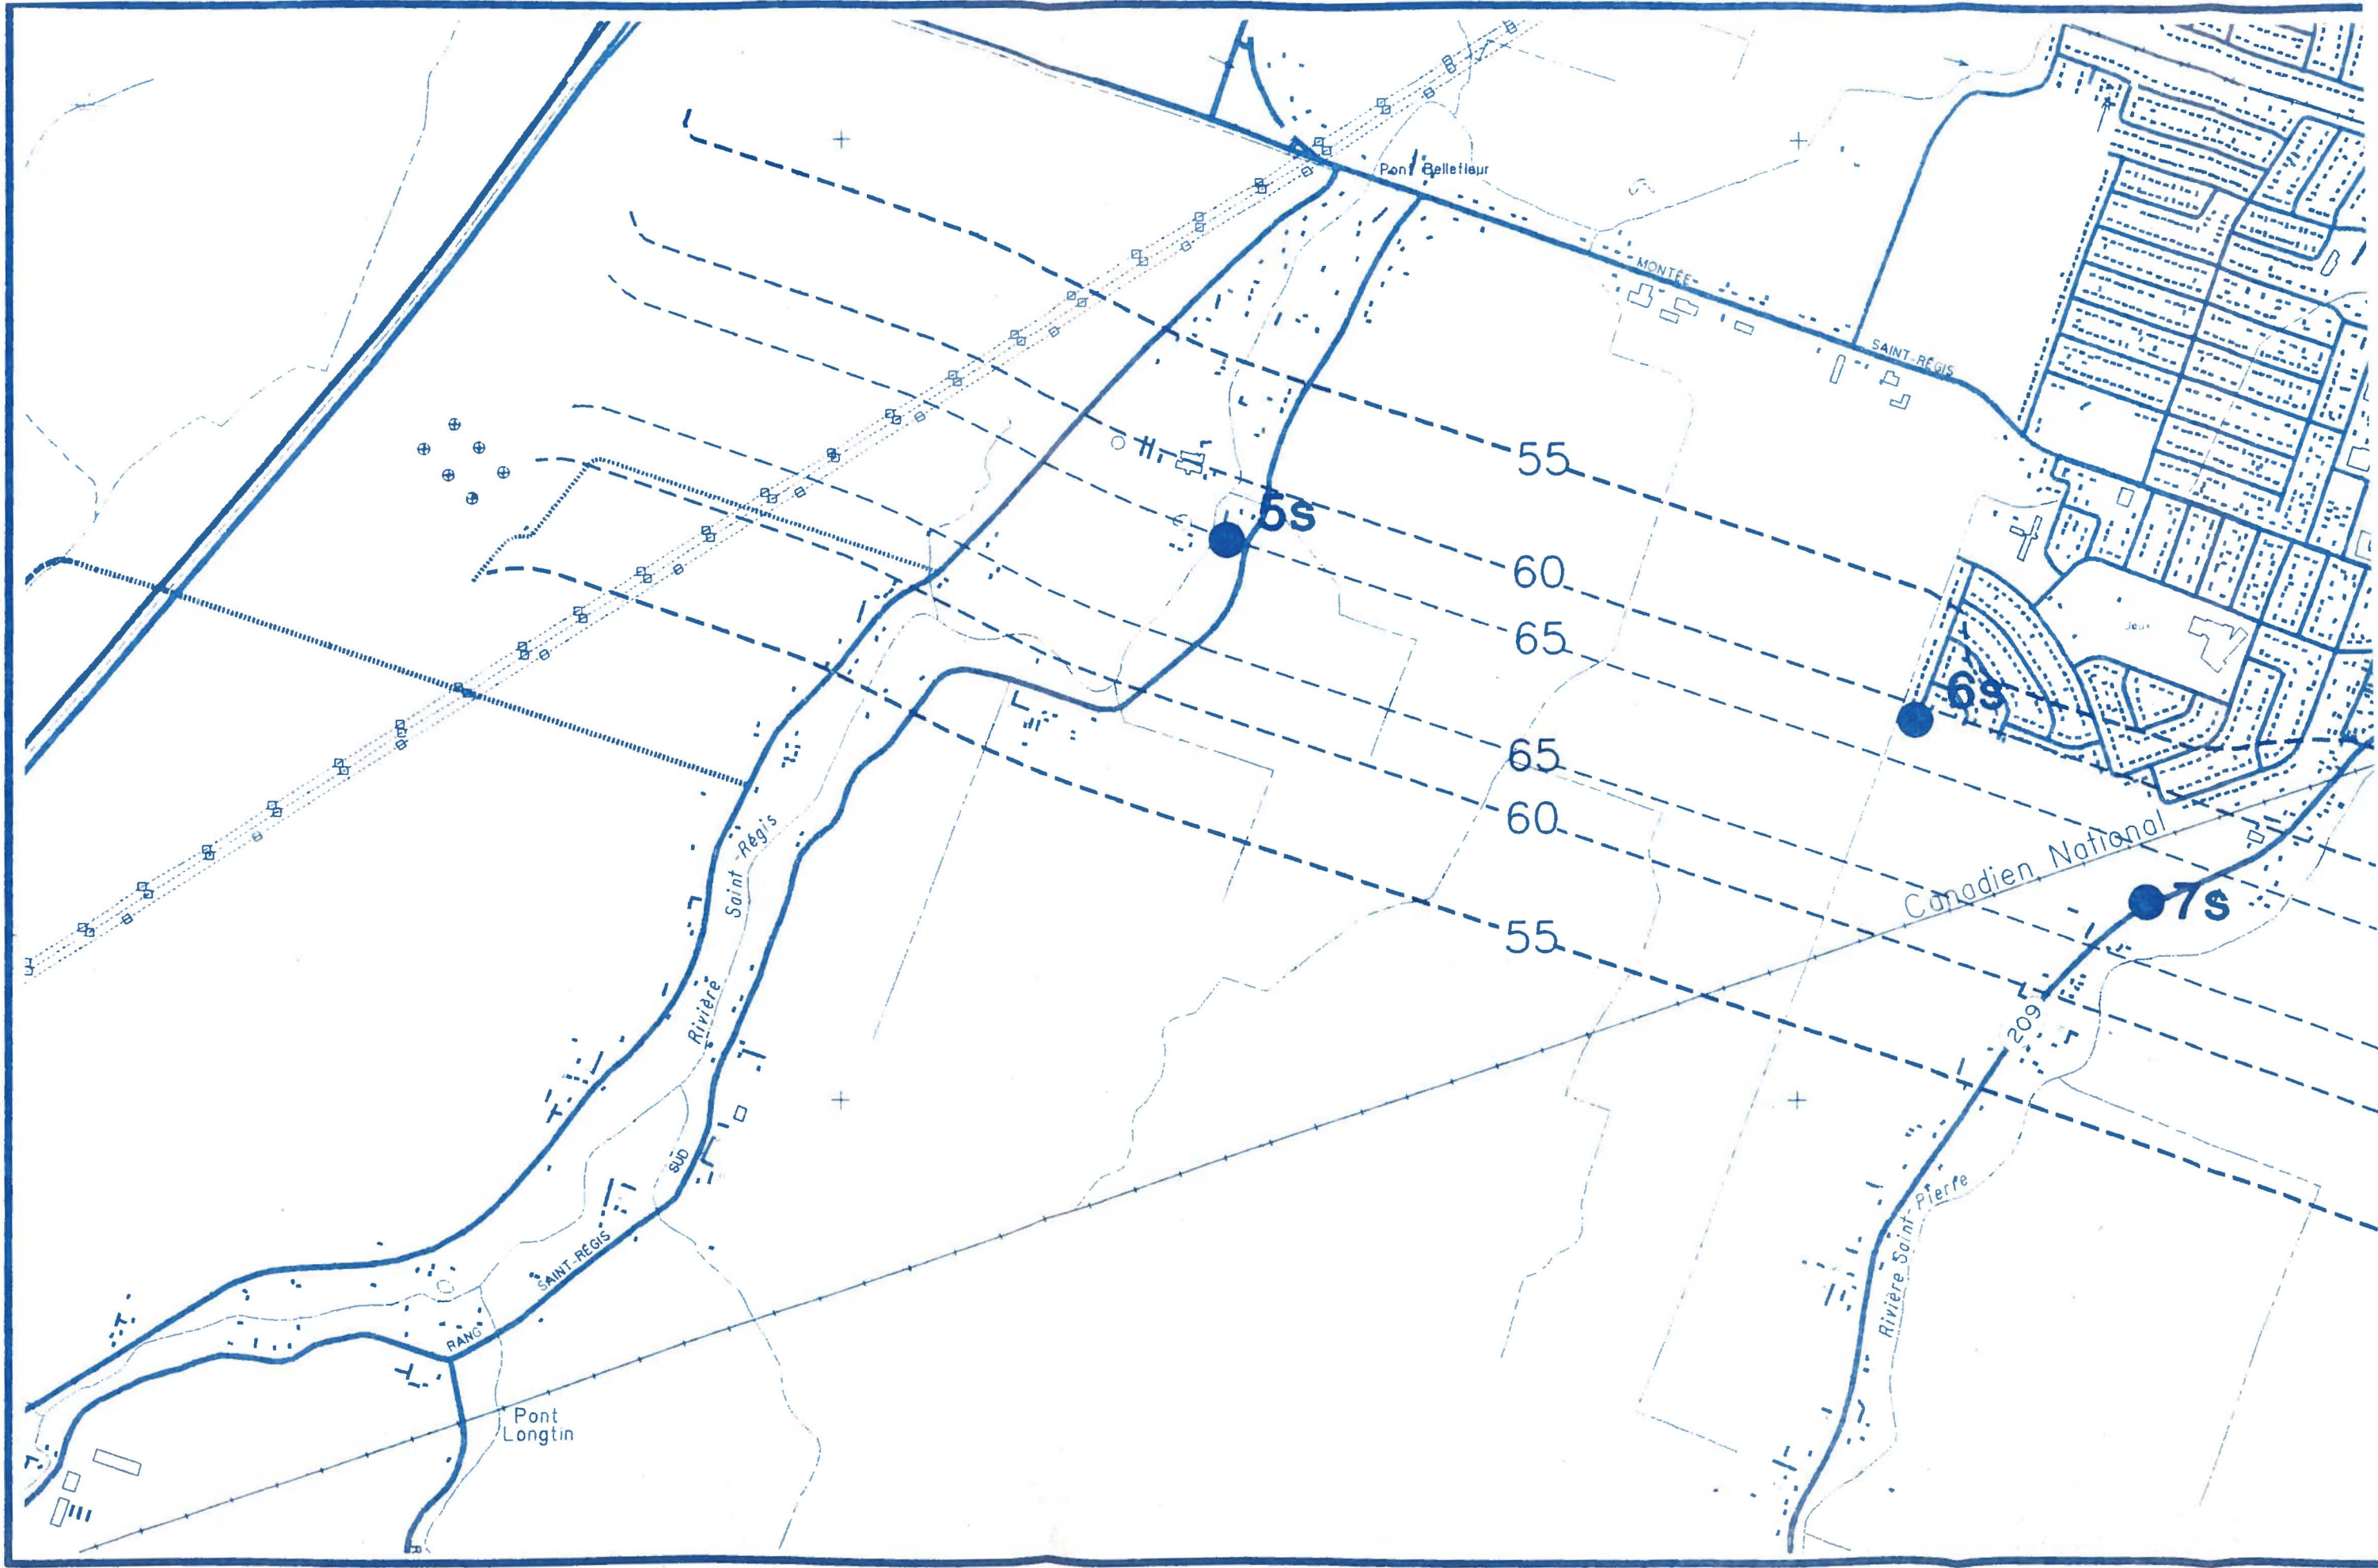 Pont Bellefleur
MONTÉE
SAINT-RÉGIS
55
5s
60
65
Jeux
6s
65
60
Canadien National
7s
55
Saint-Régis
Rivière
209
SUD
Rivière Saint-Pierre
SAINT-RÉGIS
RANG
Pont
Longtin